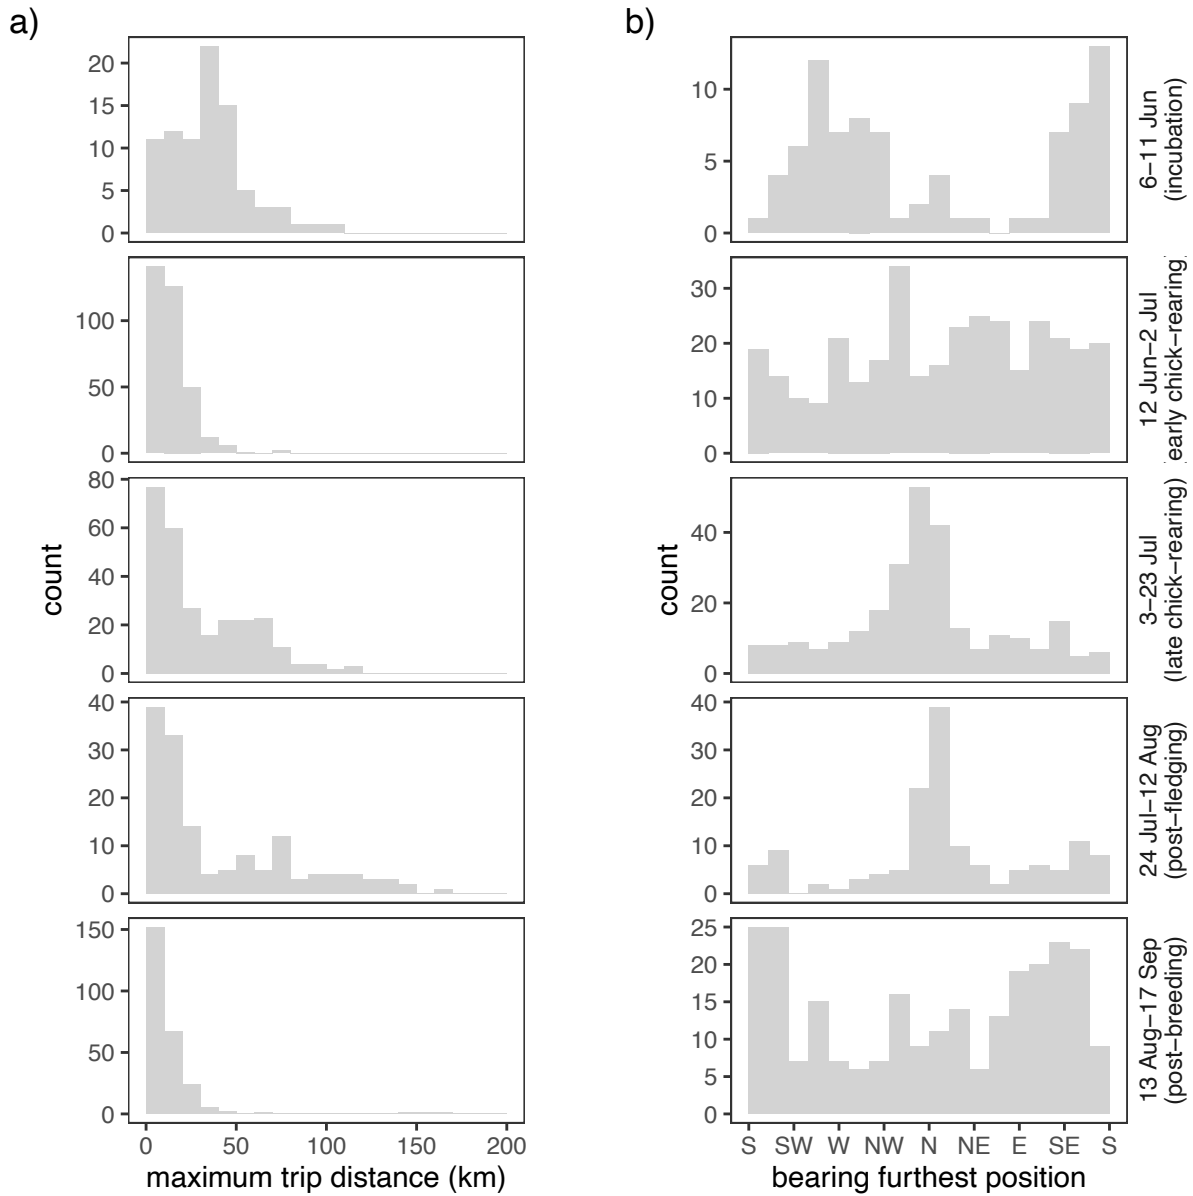 a)
b)
20
15
10
5
0
10
5
0
6−11 Jun
(incubation)
100
50
0
30
20
10
0
12 Jun−2 Jul
early chick−rearing
80
60
40
20
0
40
20
0
3−23 Jul
(late chick−rearing)
count
count
40
30
20
10
0
40
30
20
10
0
24 Jul−12 Aug
(post−fledging)
150
100
50
0
25
20
15
10
5
0
13 Aug−17 Sep
(post−breeding)
0 50 100 150 200
S SW W NW N NE E SE S
maximum trip distance (km)
bearing furthest position